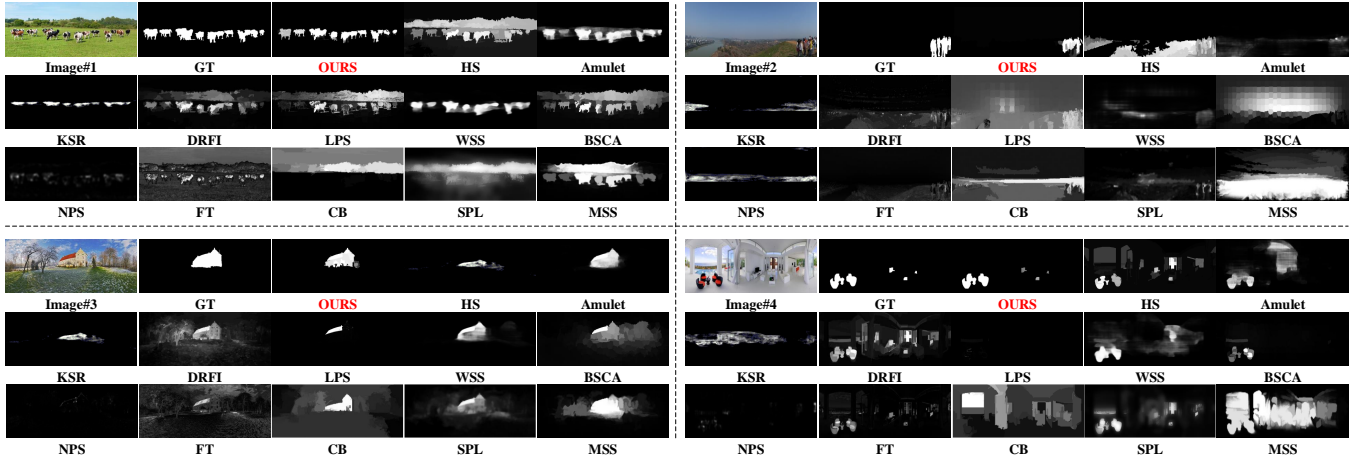 Image#1 GT OURS HS Amulet
KSR DRFI LPS WSS BSCA
NPS FT CB SPL MSS
Image#2 GT OURS HS Amulet
KSR DRFI LPS WSS BSCA
NPS FT CB SPL MSS
Image#3 GT OURS HS Amulet
KSR DRFI LPS WSS BSCA
NPS FT CB SPL MSS
Image#4 GT OURS HS Amulet
KSR DRFI LPS WSS BSCA
NPS FT CB SPL MSS